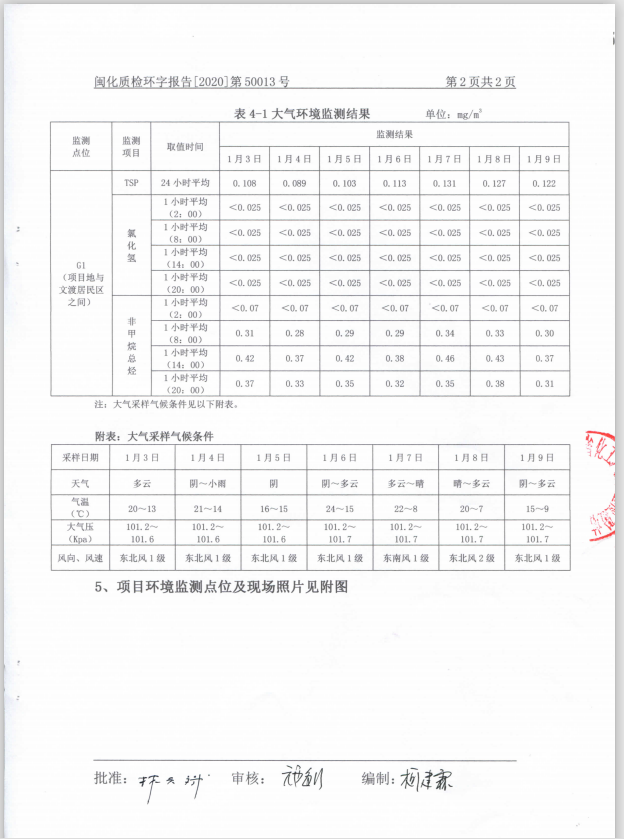 闽化质检环字报告[2020]第 50013 号 第 2 页共 2 页
表 4-1 大气环境监测结果 单位：mg/m³
监测点位 监测项目 取值时间 监测结果
1 月 3 日 1 月 4 日 1 月 5 日 1 月 6 日 1 月 7 日 1 月 8 日 1 月 9 日
G1（项目地与文渡居民区之间）
TSP 24 小时平均 0.108 0.089 0.103 0.113 0.131 0.127 0.122
氯化氢
1 小时平均（2：00） ＜0.025 ＜0.025 ＜0.025 ＜0.025 ＜0.025 ＜0.025 ＜0.025
1 小时平均（8：00） ＜0.025 ＜0.025 ＜0.025 ＜0.025 ＜0.025 ＜0.025 ＜0.025
1 小时平均（14：00） ＜0.025 ＜0.025 ＜0.025 ＜0.025 ＜0.025 ＜0.025 ＜0.025
1 小时平均（20：00） ＜0.025 ＜0.025 ＜0.025 ＜0.025 ＜0.025 ＜0.025 ＜0.025
非甲烷总烃
1 小时平均（2：00） ＜0.07 ＜0.07 ＜0.07 ＜0.07 ＜0.07 ＜0.07 ＜0.07
1 小时平均（8：00） 0.31 0.28 0.29 0.29 0.34 0.33 0.30
1 小时平均（14：00） 0.42 0.37 0.42 0.38 0.46 0.43 0.37
1 小时平均（20：00） 0.37 0.33 0.35 0.32 0.35 0.38 0.31
注：大气采样气候条件见以下附表。
附表：大气采样气候条件
采样日期 1 月 3 日 1 月 4 日 1 月 5 日 1 月 6 日 1 月 7 日 1 月 8 日 1 月 9 日
天气 多云 阴～小雨 阴 阴～多云 多云～晴 晴～多云 阴～多云
气温（℃） 20～13 21～14 16～15 24～15 22～8 20～7 15～9
大气压（Kpa） 101.2～101.6 101.2～101.6 101.2～101.6 101.2～101.7 101.2～101.7 101.2～101.7 101.2～101.7
风向、风速 东北风 1 级 东北风 1 级 东北风 1 级 东北风 1 级 东南风 1 级 东北风 2 级 东北风 1 级
5、项目环境监测点位及现场照片见附图
批准： 审核： 编制：柯建霖